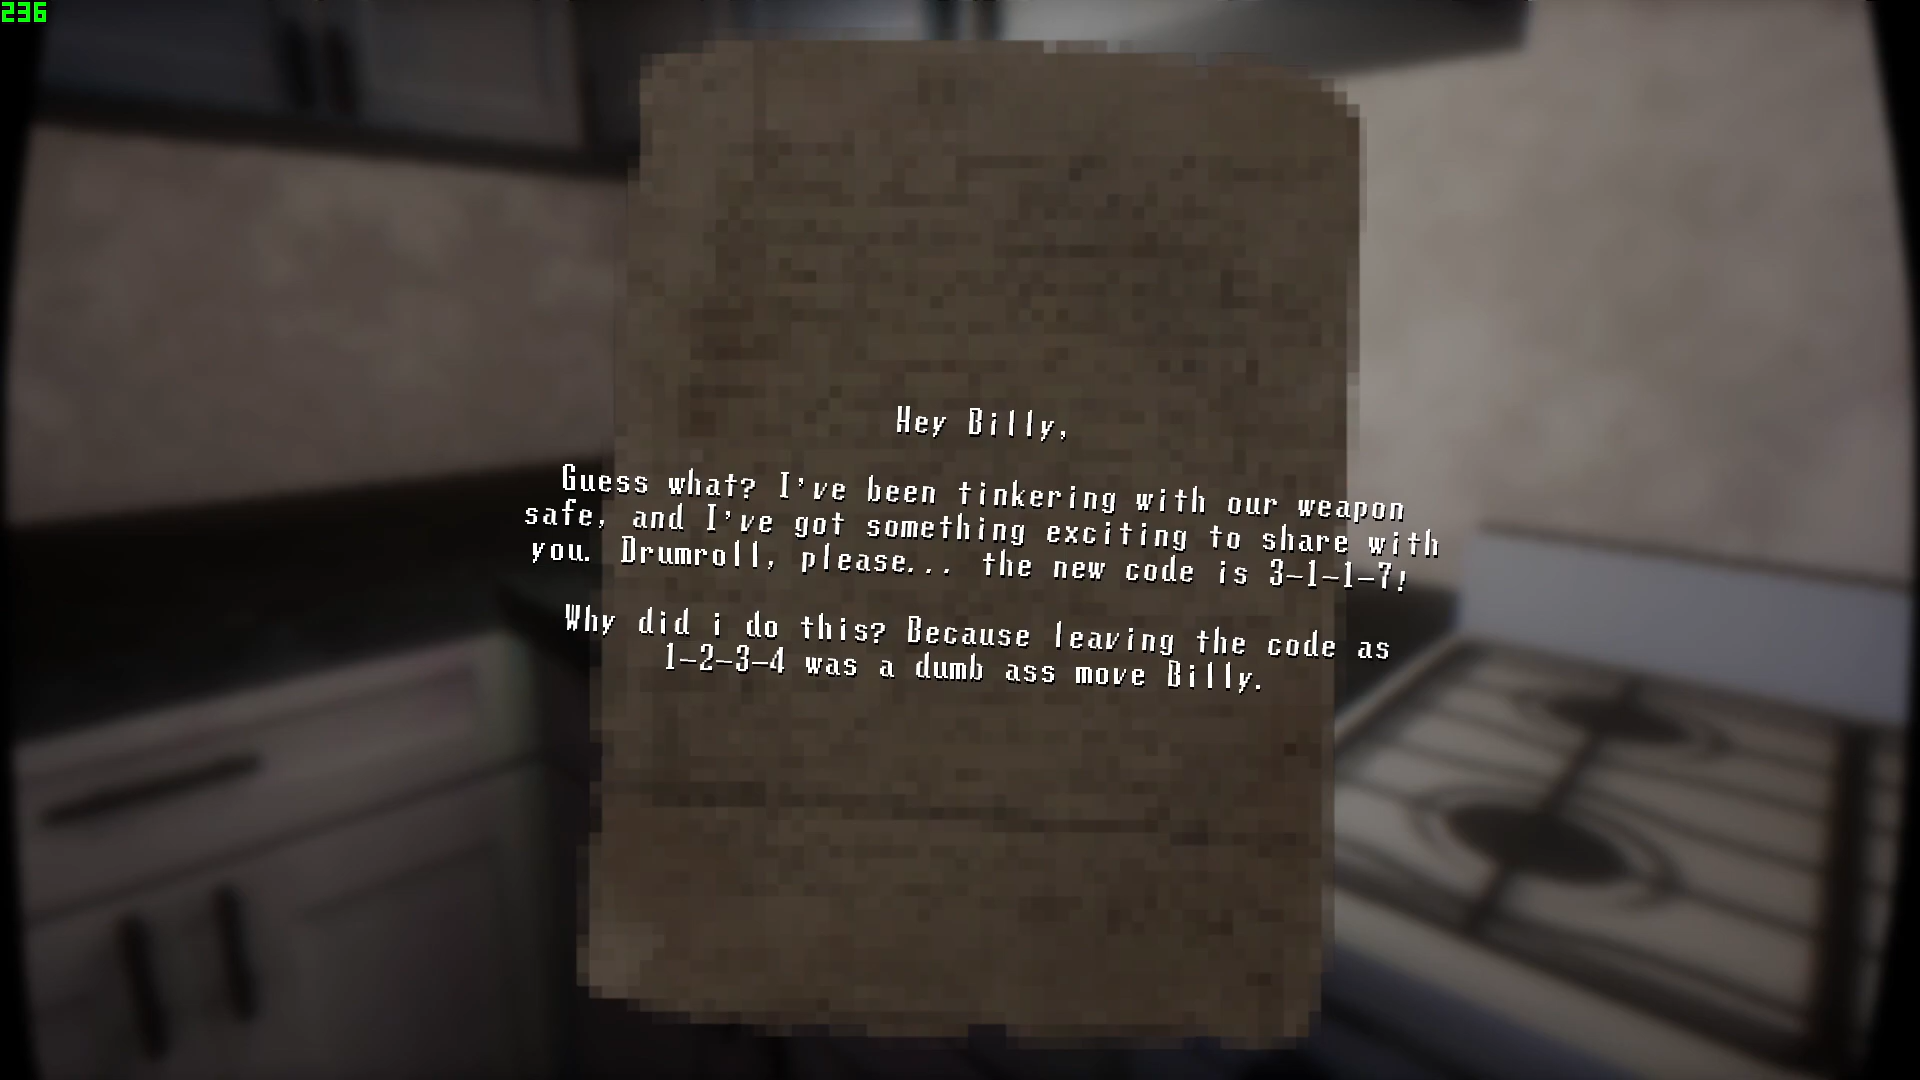 236
Hey Billy,
Guess what? I've been tinkering with our weapon
safe, and I've got something exciting to share with
you. Drumroll, please... the new code is 3-1-1-7!
Why did i do this? Because leaving the code as
1-2-3-4 was a dumb ass move Billy.